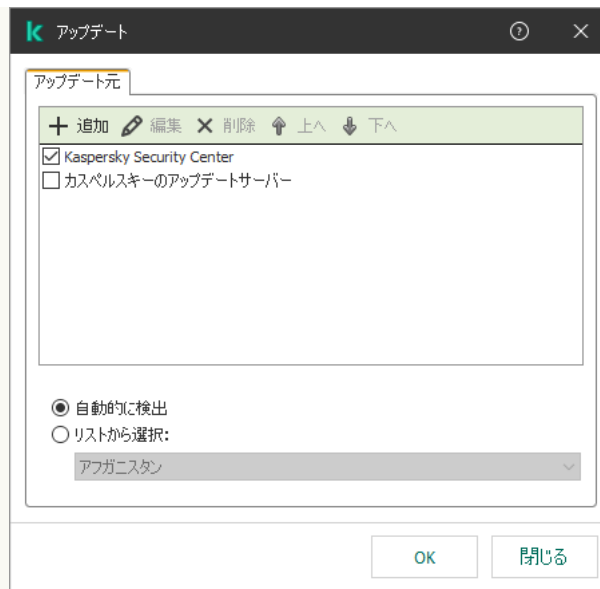 アップデート
アップデート元
追加 編集 削除 上へ 下へ
Kaspersky Security Center
カスペルスキーのアップデートサーバー
自動的に検出
リストから選択:
アフガニスタン
OK 閉じる